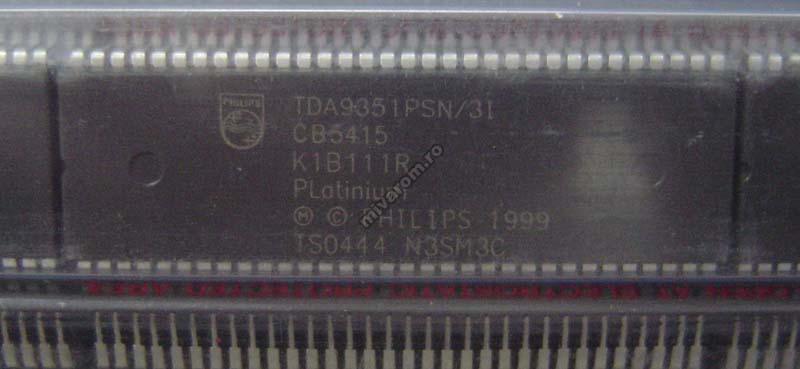 PHILIPS
TDA9351PSN/3I
CB5415
K1B111R
PLatinium
Ⓜ © PHILIPS 1999
TS0444 N3SM3C
mivarom.ro